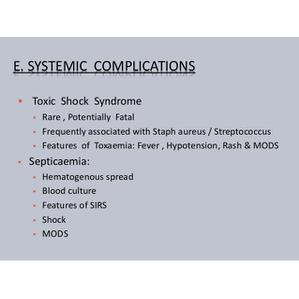 E. SYSTEMIC COMPLICATIONS
Toxic Shock Syndrome
Rare , Potentially Fatal
Frequently associated with Staph aureus / Streptococcus
Features of Toxaemia: Fever , Hypotension, Rash & MODS
Septicaemia:
Hematogenous spread
Blood culture
Features of SIRS
Shock
MODS